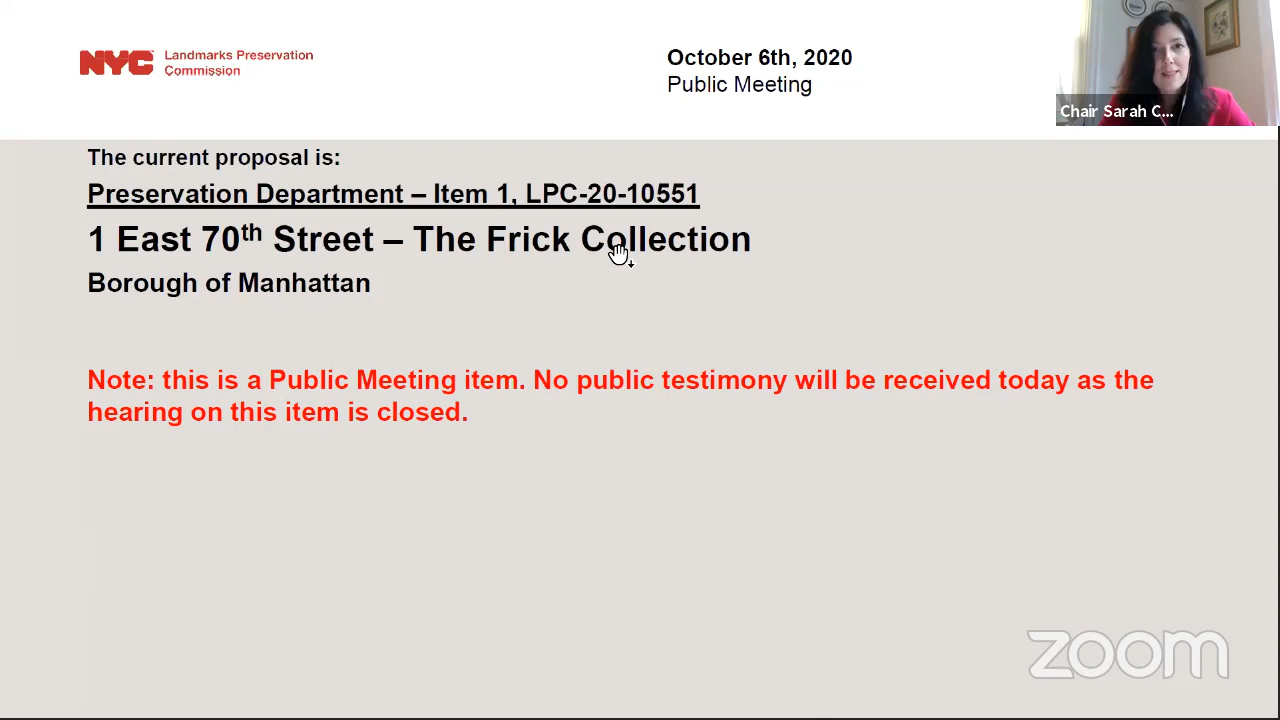 NYC Landmarks Preservation
Commission
October 6th, 2020
Public Meeting
Chair Sarah C...
The current proposal is:
Preservation Department – Item 1, LPC-20-10551
1 East 70th Street – The Frick Collection
Borough of Manhattan
Note: this is a Public Meeting item. No public testimony will be received today as the
hearing on this item is closed.
zoom